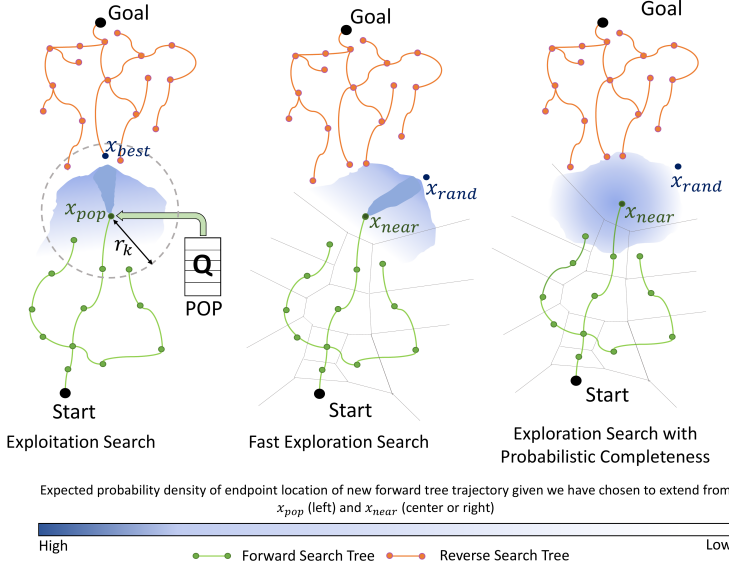 Goal
Goal
Goal
x_best
x_pop
r_k
Q
POP
x_rand
x_near
x_rand
x_near
Start
Start
Start
Exploitation Search
Fast Exploration Search
Exploration Search with
Probabilistic Completeness
Expected probability density of endpoint location of new forward tree trajectory given we have chosen to extend from
x_pop (left) and x_near (center or right)
High
Low
Forward Search Tree
Reverse Search Tree